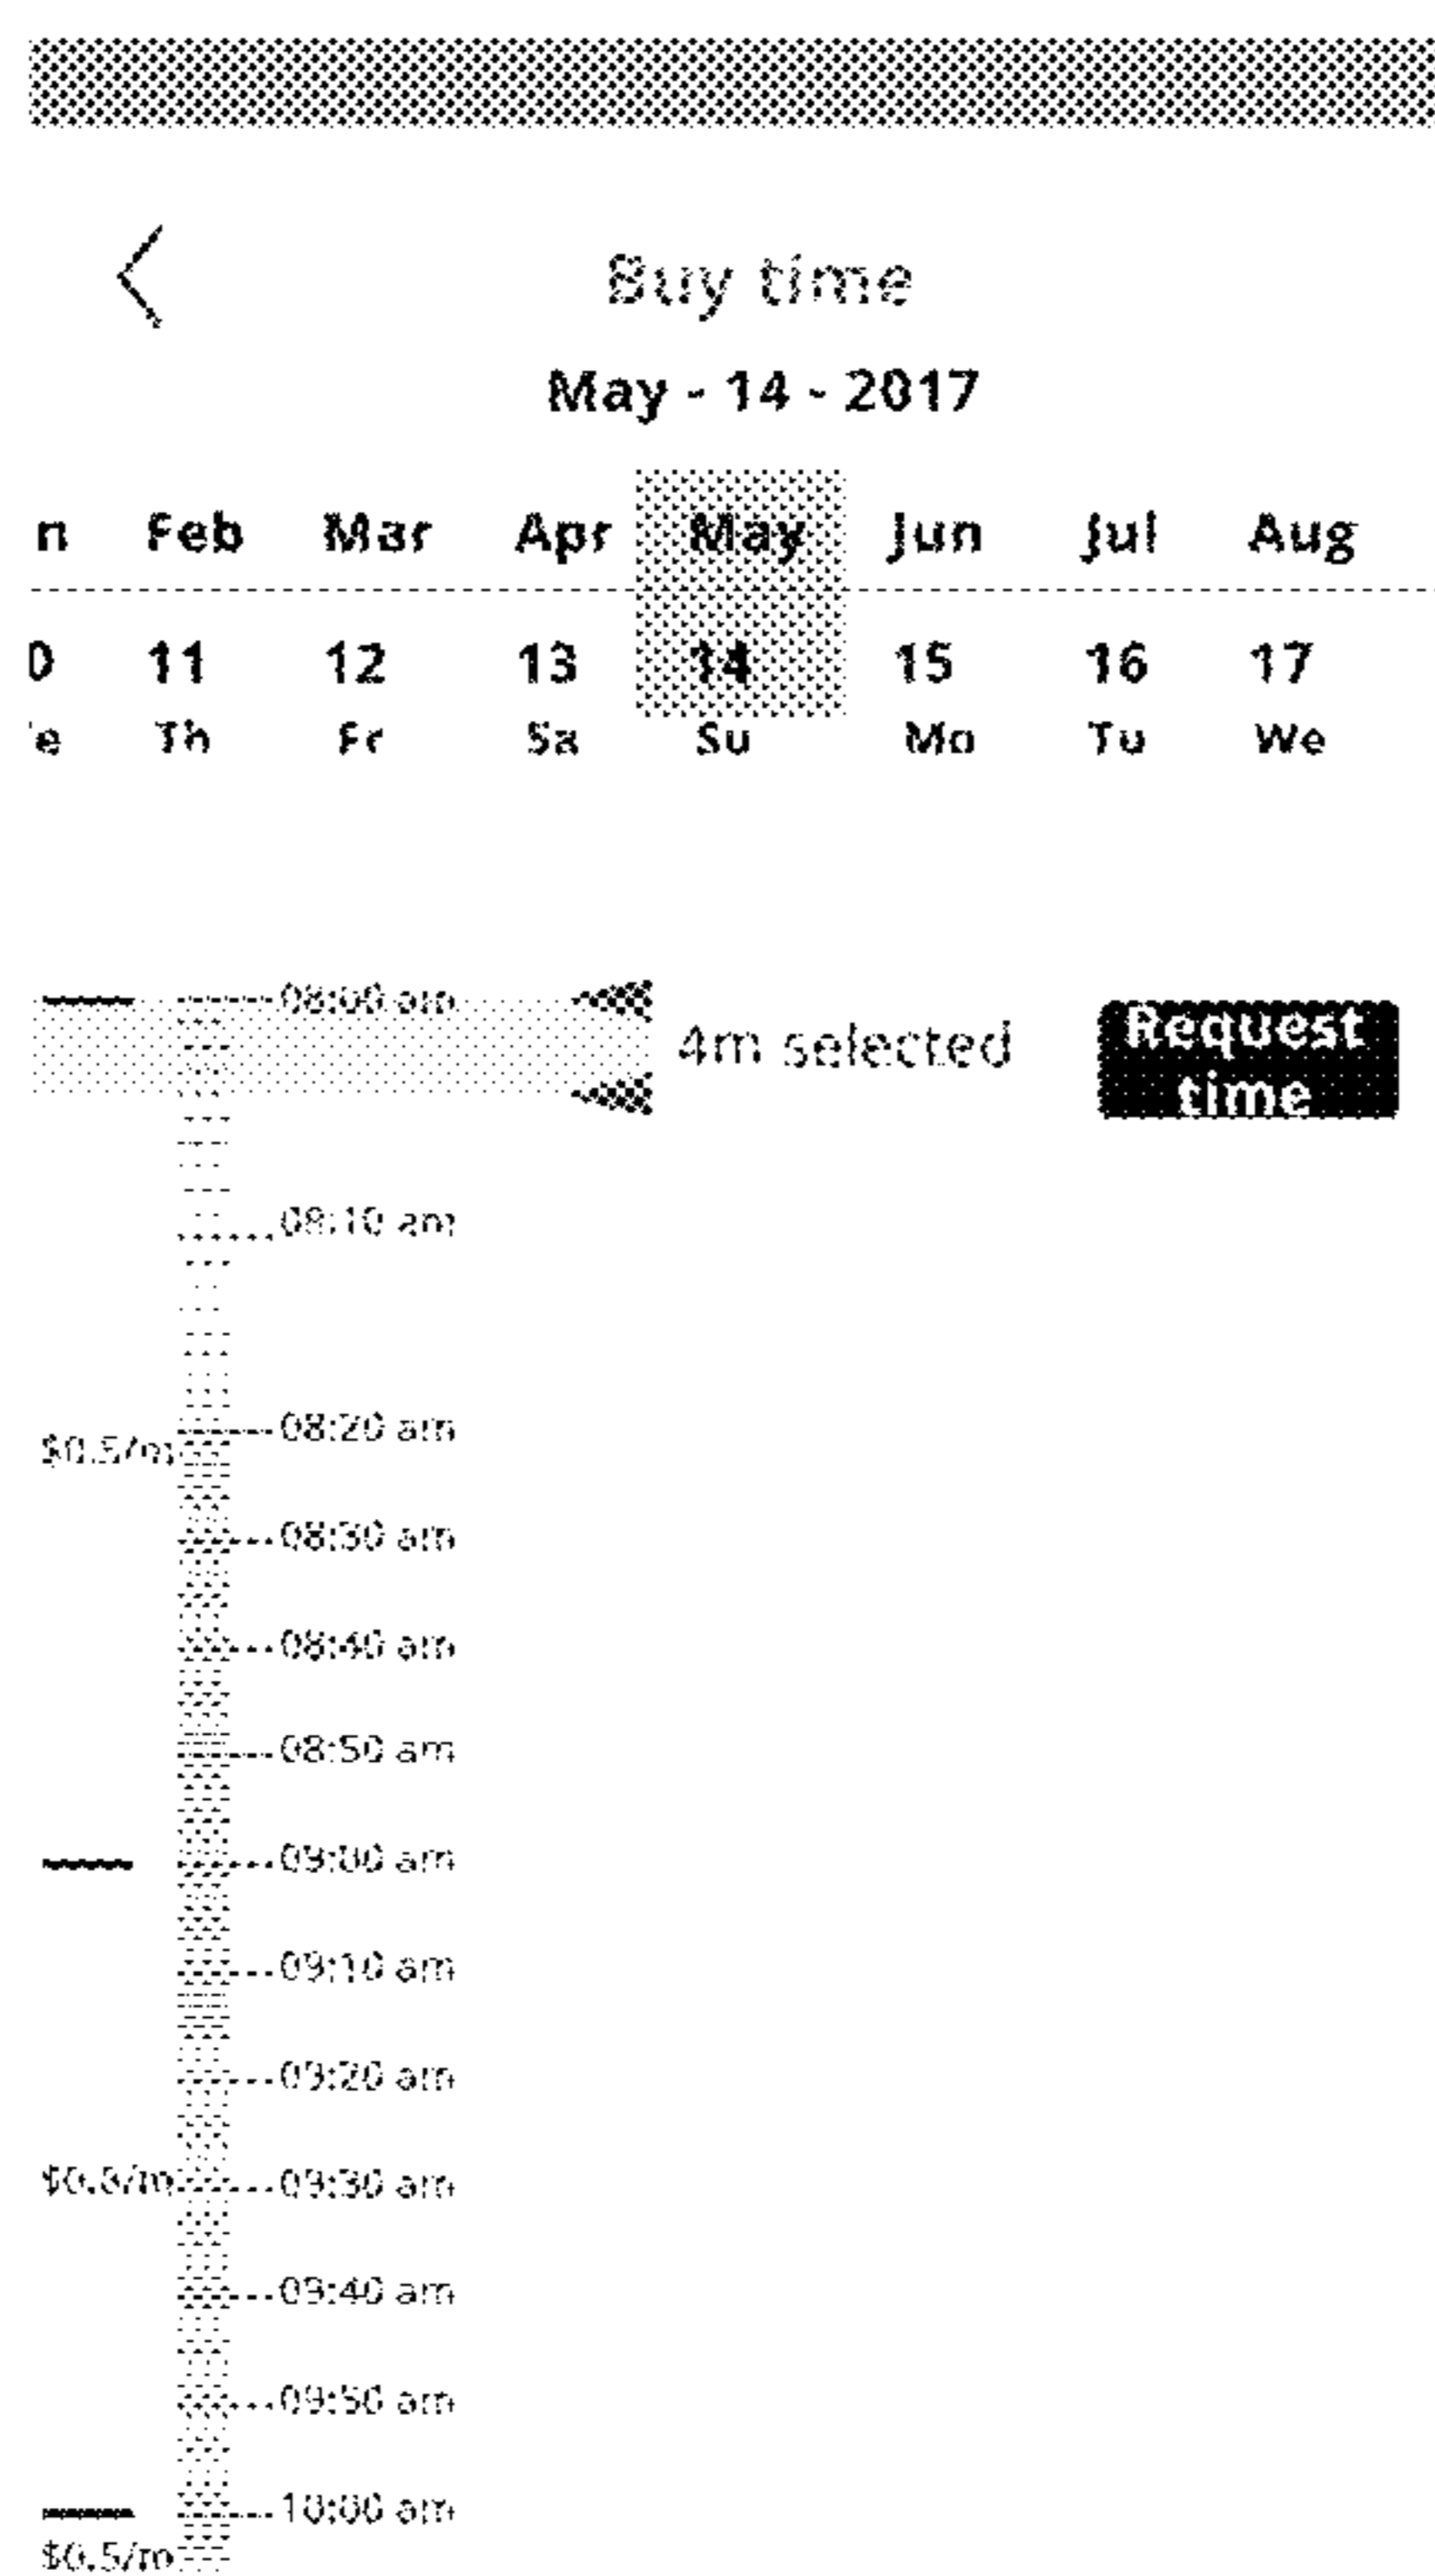 Buy time
May - 14 - 2017
n Feb Mar Apr May Jun Jul Aug
0 11 12 13 14 15 16 17
e Th Fr Sa Su Mo Tu We
08:00 am
4m selected
Request
time
08:10 am
08:20 am
$0.5/m
08:30 am
08:40 am
08:50 am
09:00 am
09:10 am
09:20 am
09:30 am
09:40 am
09:50 am
10:00 am
$0.5/m